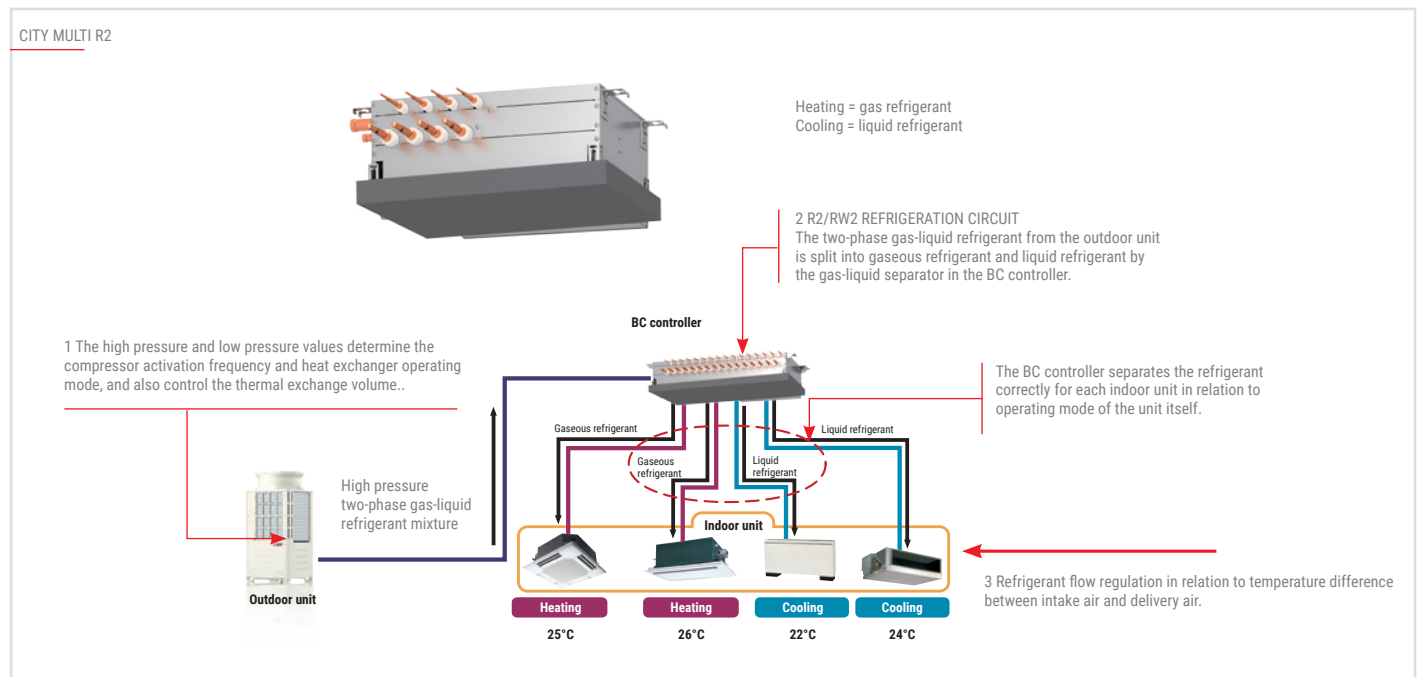 CITY MULTI R2
Heating = gas refrigerant
Cooling = liquid refrigerant
2 R2/RW2 REFRIGERATION CIRCUIT
The two-phase gas-liquid refrigerant from the outdoor unit
is split into gaseous refrigerant and liquid refrigerant by
the gas-liquid separator in the BC controller.
BC controller
1 The high pressure and low pressure values determine the
compressor activation frequency and heat exchanger operating
mode, and also control the thermal exchange volume..
The BC controller separates the refrigerant
correctly for each indoor unit in relation to
operating mode of the unit itself.
Gaseous refrigerant
Liquid refrigerant
Gaseous
refrigerant
Liquid
refrigerant
High pressure
two-phase gas-liquid
refrigerant mixture
Indoor unit
Outdoor unit
3 Refrigerant flow regulation in relation to temperature difference
between intake air and delivery air.
Heating
Heating
Cooling
Cooling
25°C
26°C
22°C
24°C